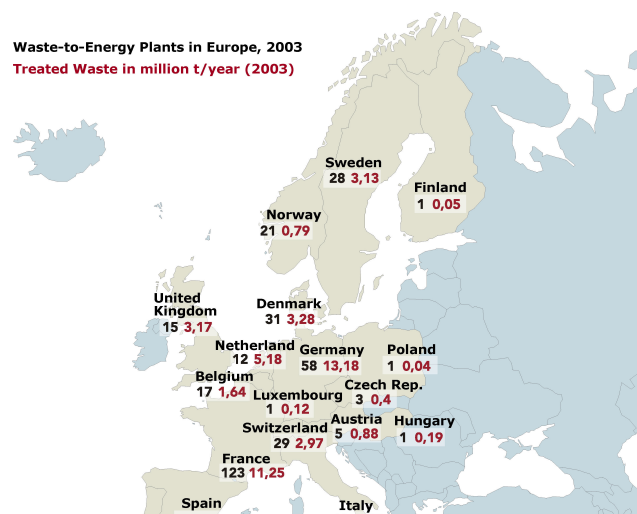 Waste-to-Energy Plants in Europe, 2003
Treated Waste in million t/year (2003)
Sweden
28 3,13
Finland
1 0,05
Norway
21 0,79
United
Kingdom
15 3,17
Denmark
31 3,28
Netherland
12 5,18
Germany
58 13,18
Poland
1 0,04
Belgium
17 1,64
Czech Rep.
3 0,4
Luxembourg
1 0,12
Switzerland
29 2,97
Austria
5 0,88
Hungary
1 0,19
France
123 11,25
Spain
Italy